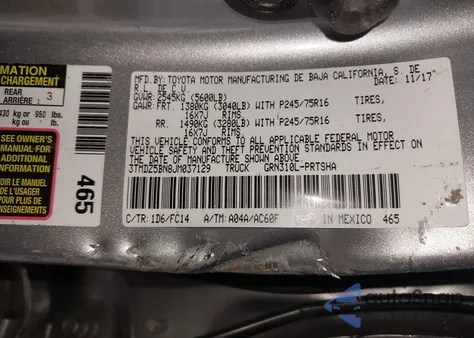 MATION
CHARGEMENT
REAR
ARRIÈRE: 3
430 kg or 950 lbs.
lb.
SEE OWNER'S
MANUAL FOR
ADDITIONAL
INFORMATION
VOIR LE MANUEL
DE L'USAGER
POUR PLUS DE
RENSEIGNEMENTS
465
MFD.BY:TOYOTA MOTOR MANUFACTURING DE BAJA CALIFORNIA, S. DE
R.L. DE C.V. 11/17
GVWR:2545KG (5600LB)
GAWR:FRT. 1380KG (3040LB) WITH P245/75R16 TIRES,
16X7J RIMS
RR. 1490KG (3280LB) WITH P245/75R16 TIRES,
16X7J RIMS
THIS VEHICLE CONFORMS TO ALL APPLICABLE FEDERAL MOTOR
VEHICLE SAFETY AND THEFT PREVENTION STANDARDS IN EFFECT ON
THE DATE OF MANUFACTURE SHOWN ABOVE.
3TMDZ5BN8JM037129 TRUCK GRN310L-PRTSHA
C/TR:1D6/FC14 A/TM:A04A/AC60F MADE IN MEXICO 465
autoSnap